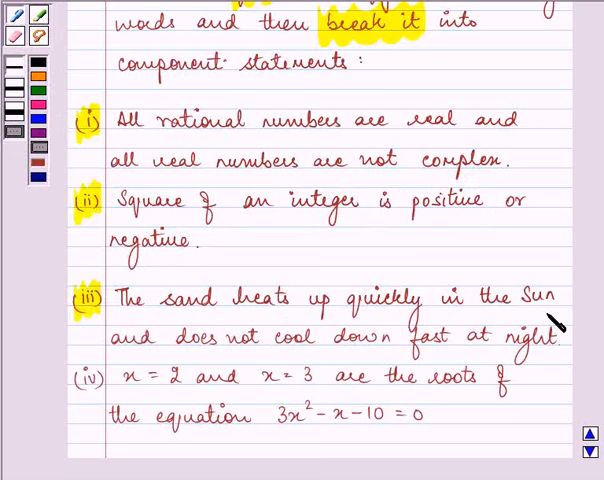 words and then break it into
component statements :
(i) All rational numbers are real and
all real numbers are not complex.
(ii) Square of an integer is positive or
negative.
(iii) The sand heats up quickly in the Sun
and does not cool down fast at night.
(iv) x = 2 and x = 3 are the roots of
the equation 3x² - x - 10 = 0